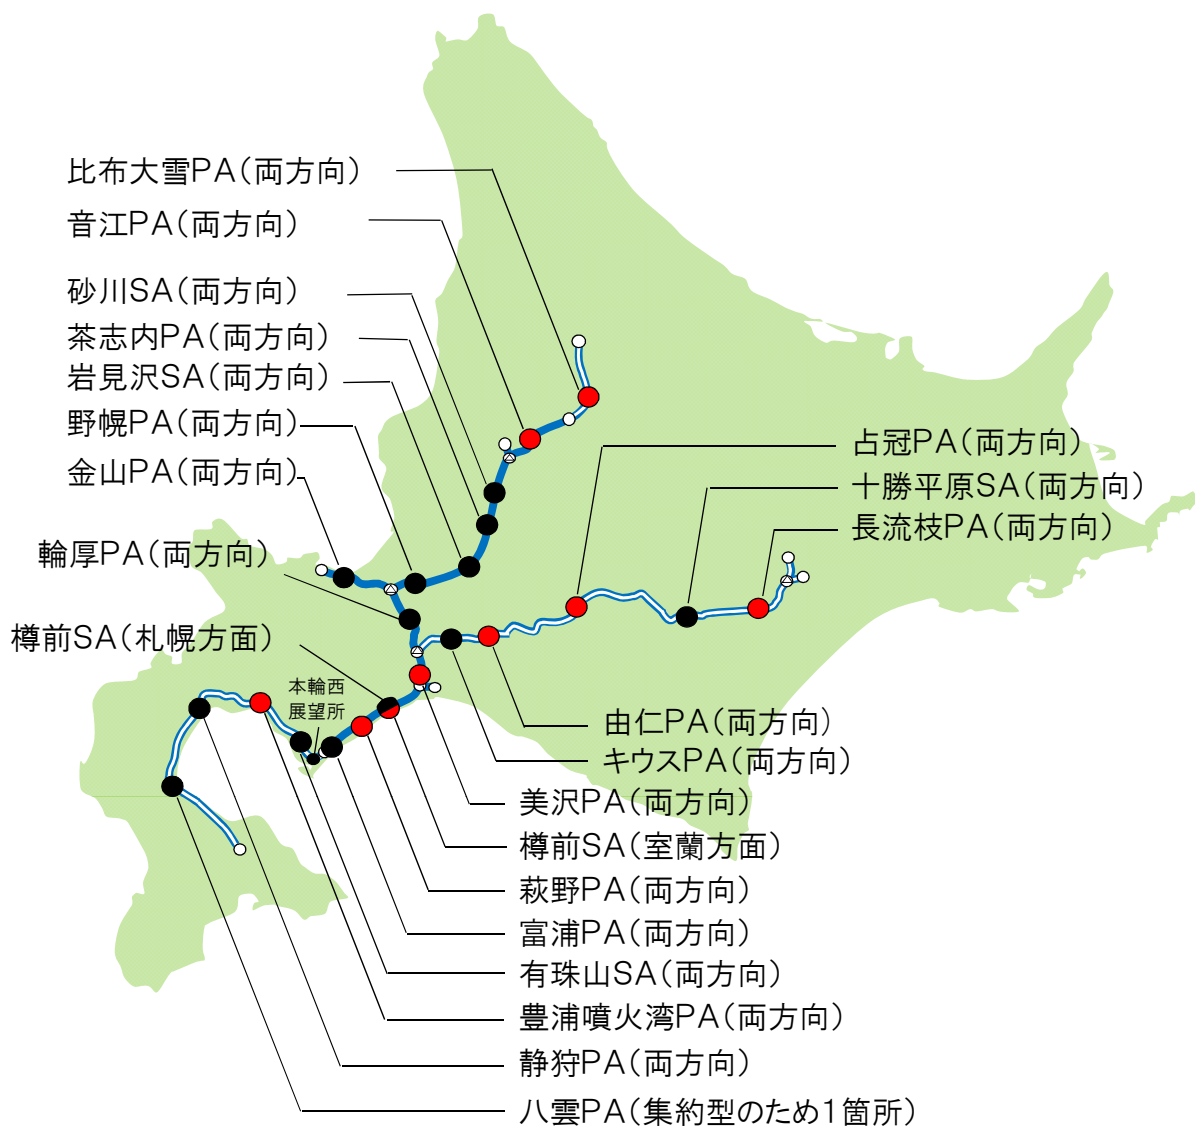 比布大雪PA(両方向)
音江PA(両方向)
砂川SA(両方向)
茶志内PA(両方向)
岩見沢SA(両方向)
野幌PA(両方向)
金山PA(両方向)
輪厚PA(両方向)
樽前SA(札幌方面)
本輪西
展望所
占冠PA(両方向)
十勝平原SA(両方向)
長流枝PA(両方向)
由仁PA(両方向)
キウスPA(両方向)
美沢PA(両方向)
樽前SA(室蘭方面)
萩野PA(両方向)
富浦PA(両方向)
有珠山SA(両方向)
豊浦噴火湾PA(両方向)
静狩PA(両方向)
八雲PA(集約型のため1箇所)